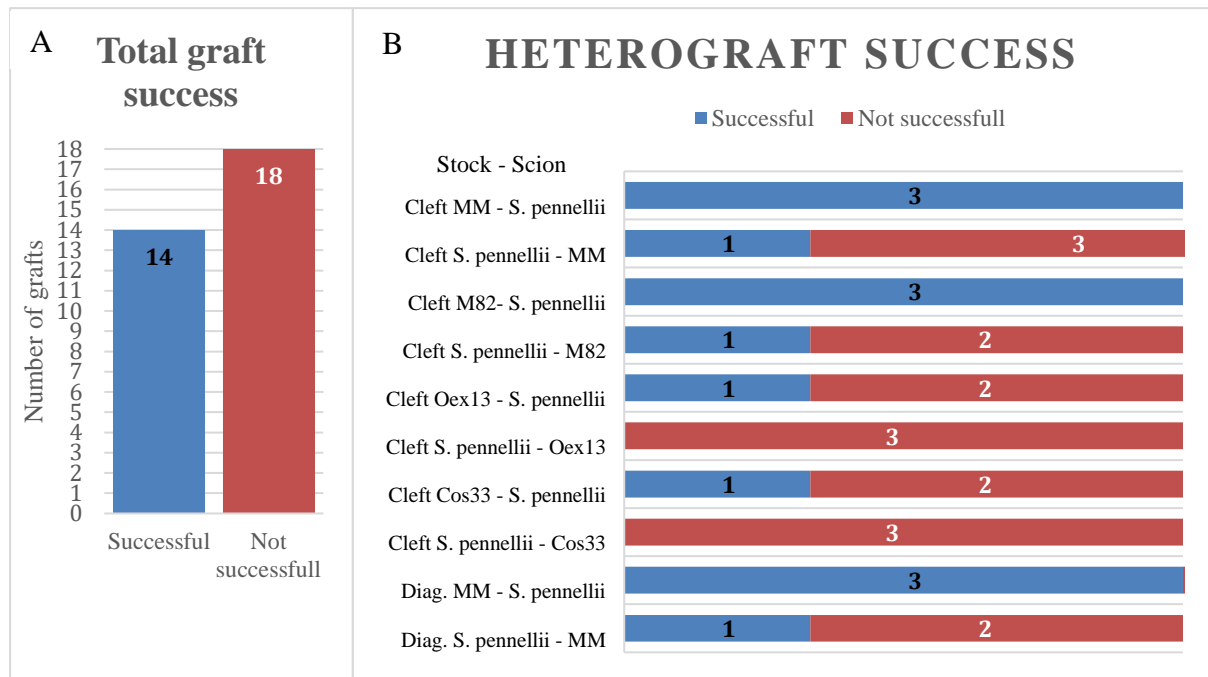 A
Total graft
success
Number of grafts
18
17
16
15
14
13
12
11
10
9
8
7
6
5
4
3
2
1
0
14
18
Successful
Not
successfull
B
HETEROGRAFT SUCCESS
Successful Not successfull
Stock - Scion
Cleft MM - S. pennellii 3
Cleft S. pennellii - MM 1 3
Cleft M82- S. pennellii 3
Cleft S. pennellii - M82 1 2
Cleft Oex13 - S. pennellii 1 2
Cleft S. pennellii - Oex13 3
Cleft Cos33 - S. pennellii 1 2
Cleft S. pennellii - Cos33 3
Diag. MM - S. pennellii 3
Diag. S. pennellii - MM 1 2